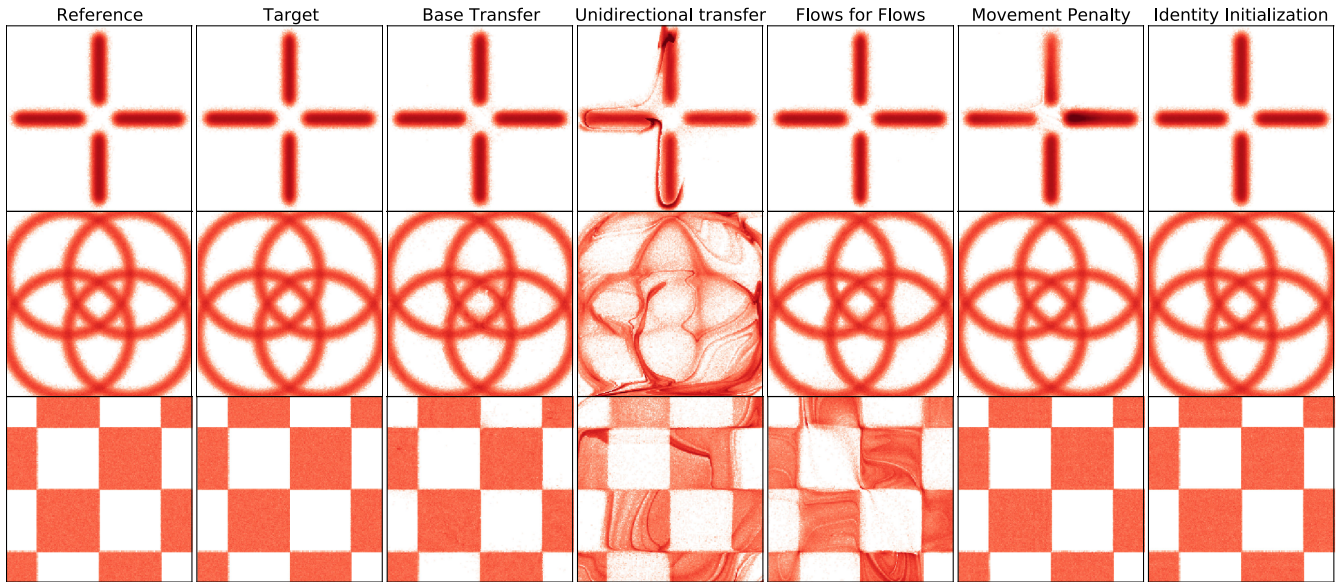 Reference
Target
Base Transfer
Unidirectional transfer
Flows for Flows
Movement Penalty
Identity Initialization